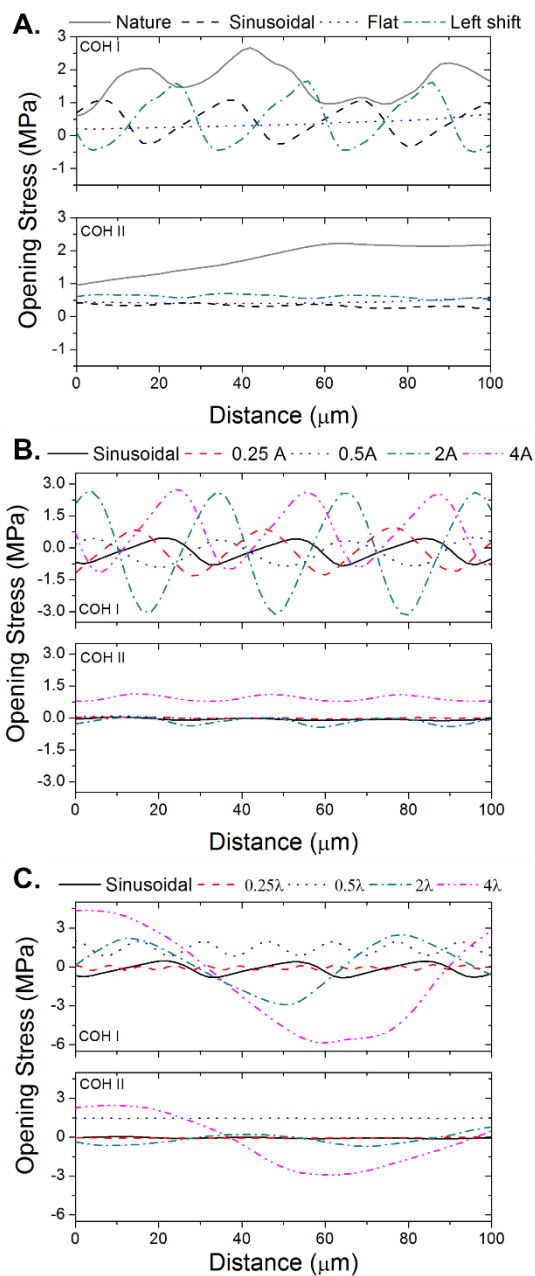 A. Nature Sinusoidal Flat Left shift
COH I
3
2
1
0
-1
COH II
3
2
1
0
-1
Opening Stress (MPa)
0 20 40 60 80 100
Distance (μm)
B. Sinusoidal 0.25 A 0.5A 2A 4A
3.0
1.5
0.0
-1.5
-3.0
COH I
COH II
3.0
1.5
0.0
-1.5
-3.0
Opening Stress (MPa)
0 20 40 60 80 100
Distance (μm)
C. Sinusoidal 0.25λ 0.5λ 2λ 4λ
3
0
-3
-6
COH I
COH II
3
0
-3
-6
Opening Stress (MPa)
0 20 40 60 80 100
Distance (μm)